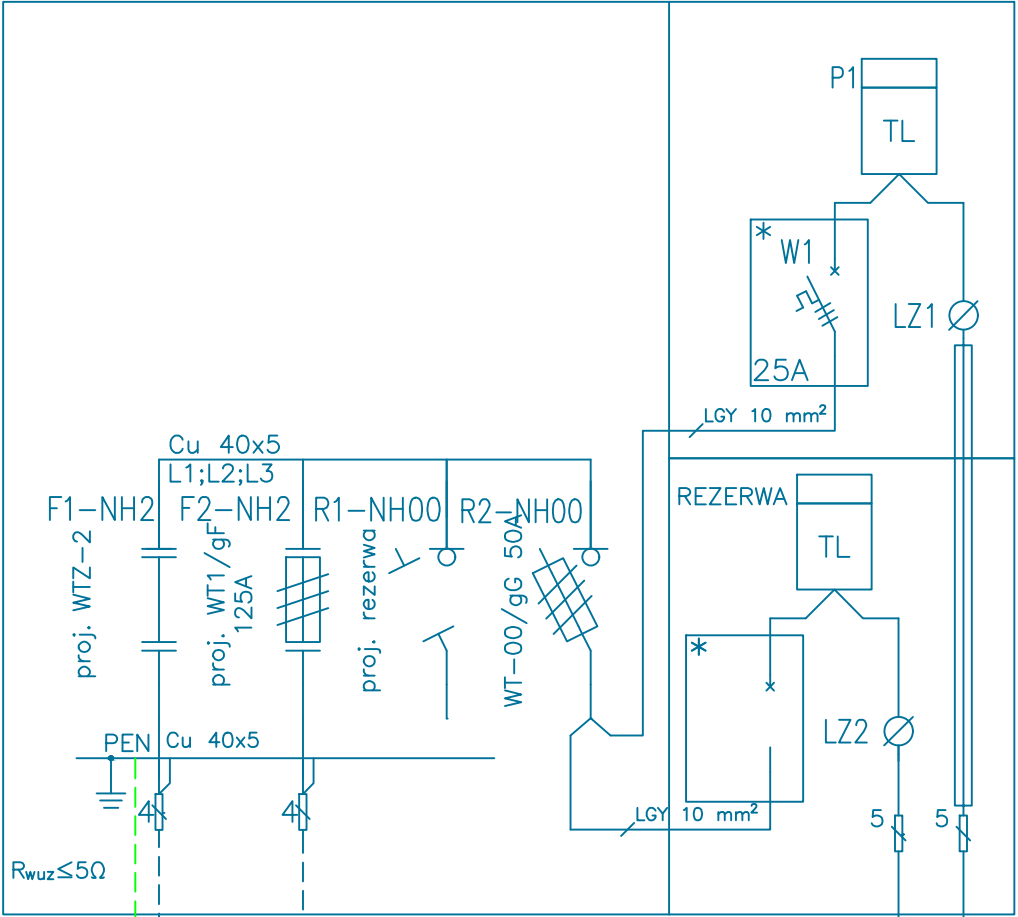 P1
TL
*
W1
LZ1
25A
LGY 10 mm²
Cu 40x5
L1;L2;L3
F1-NH2
F2-NH2
R1-NH00
R2-NH00
REZERWA
proj. WTZ-2
proj. WT1/gF
125A
proj. rezerwa
WT-00/gG 50A
TL
*
LZ2
PEN
Cu 40x5
4
4
LGY 10 mm²
5
5
Rwuz≤5Ω